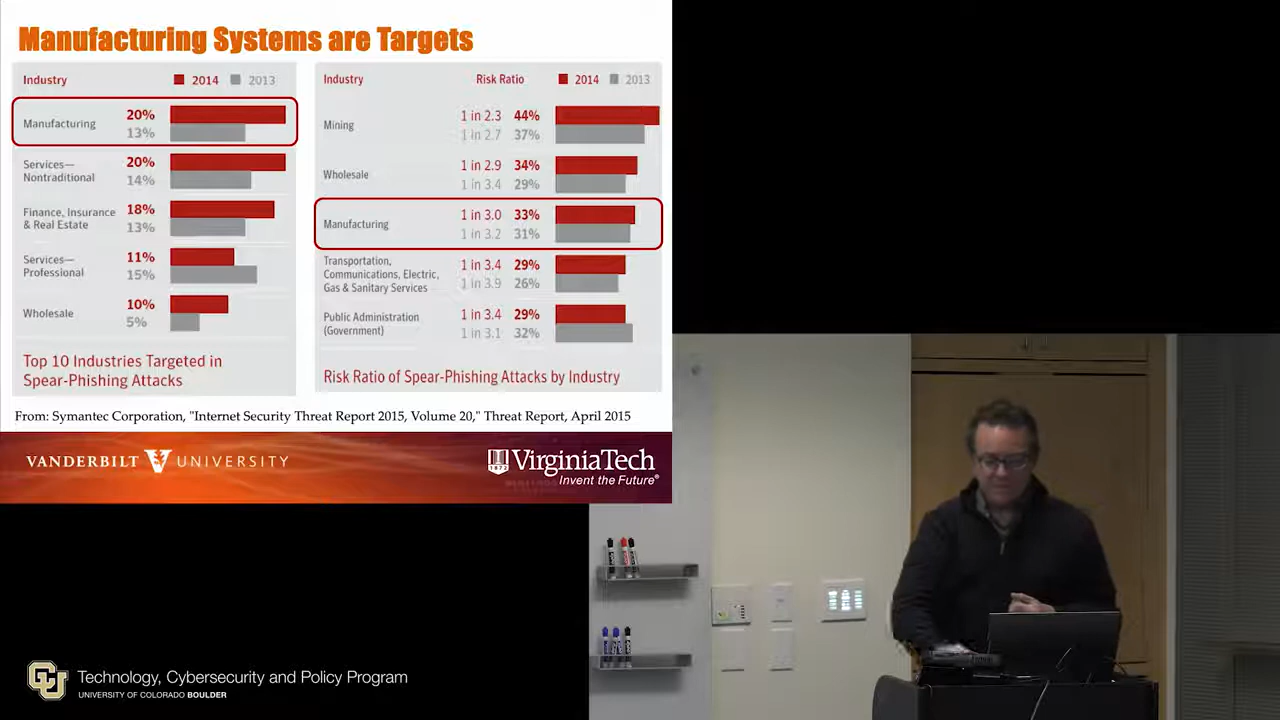 Manufacturing Systems are Targets
Industry 2014 2013
Manufacturing 20%
13%
Services— 20%
Nontraditional 14%
Finance, Insurance 18%
& Real Estate 13%
Services— 11%
Professional 15%
Wholesale 10%
5%
Top 10 Industries Targeted in
Spear-Phishing Attacks
Industry Risk Ratio 2014 2013
Mining 1 in 2.3 44%
1 in 2.7 37%
Wholesale 1 in 2.9 34%
1 in 3.4 29%
Manufacturing 1 in 3.0 33%
1 in 3.2 31%
Transportation, 1 in 3.4 29%
Communications, Electric,
Gas & Sanitary Services 1 in 3.9 26%
Public Administration 1 in 3.4 29%
(Government) 1 in 3.1 32%
Risk Ratio of Spear-Phishing Attacks by Industry
From: Symantec Corporation, "Internet Security Threat Report 2015, Volume 20," Threat Report, April 2015
VANDERBILT V UNIVERSITY
1872 VirginiaTech
Invent the Future®
CU Technology, Cybersecurity and Policy Program
UNIVERSITY OF COLORADO BOULDER